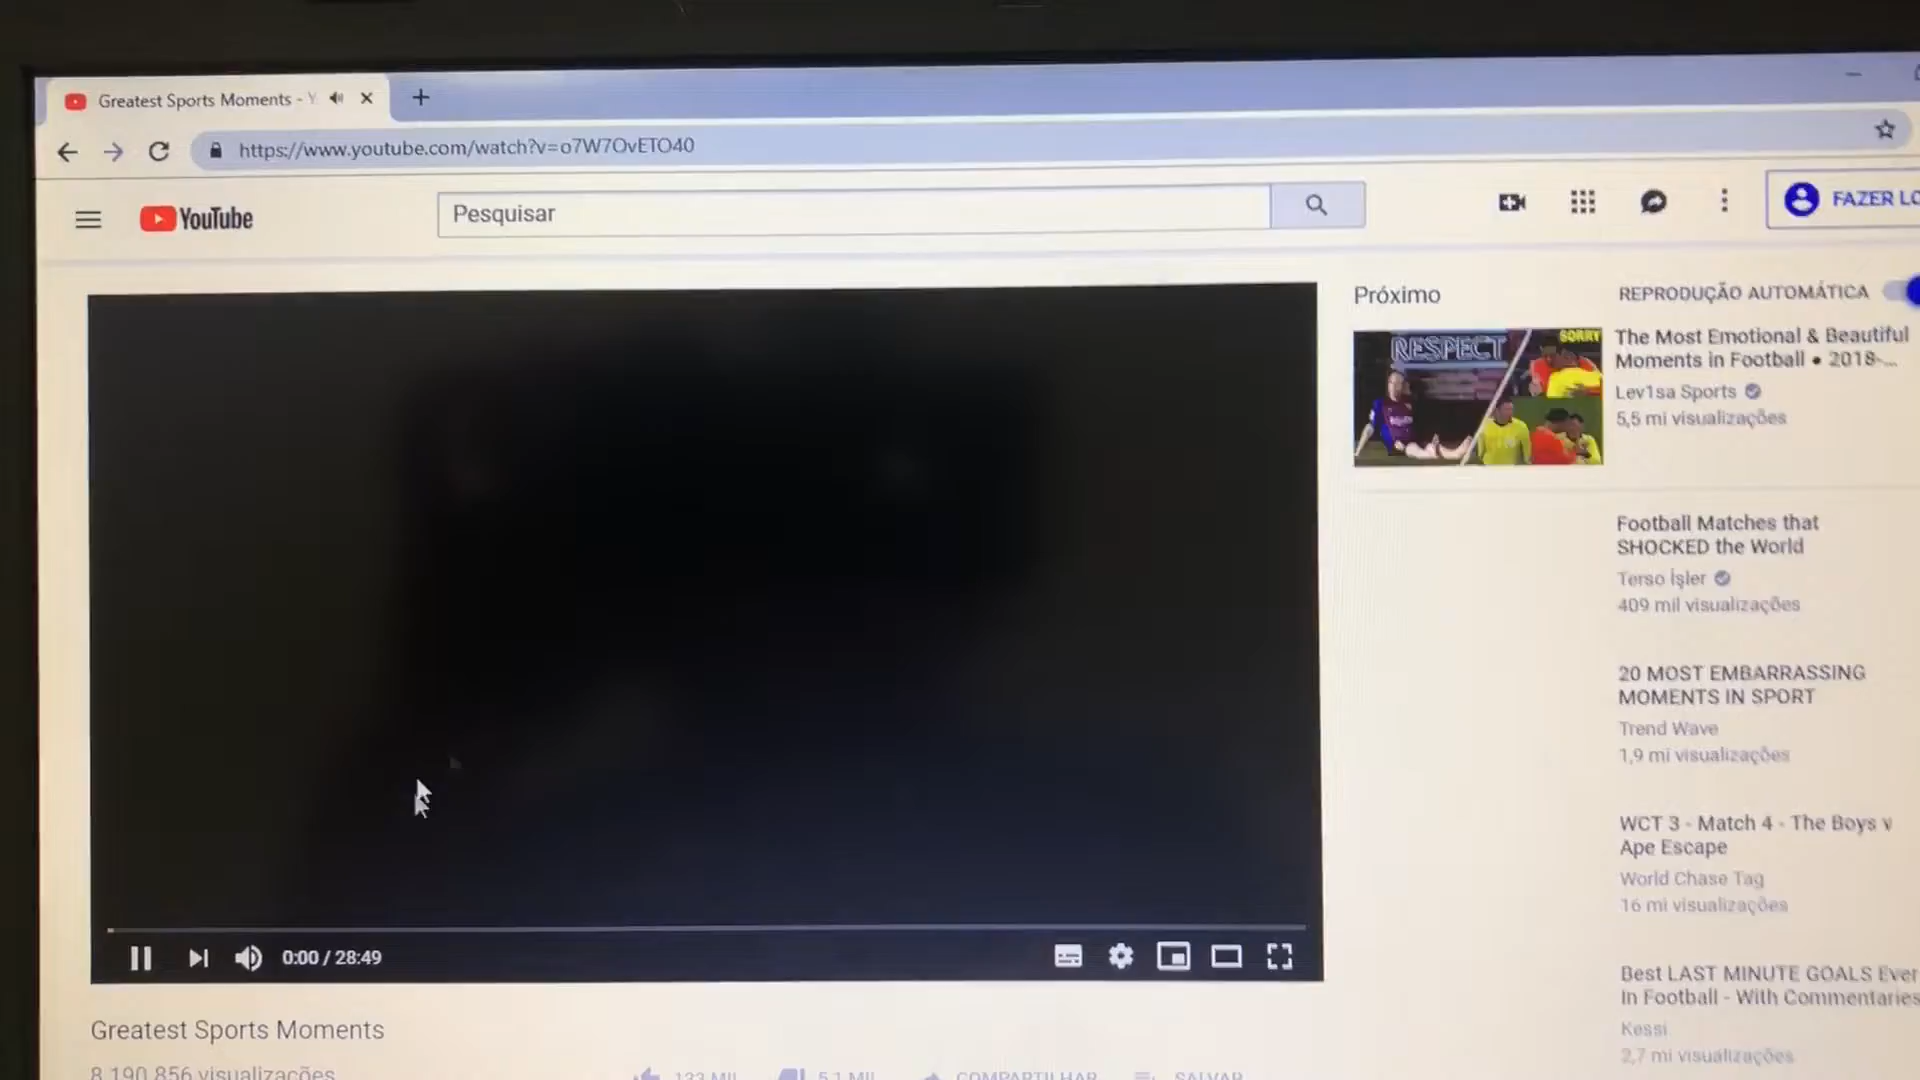 Greatest Sports Moments - Y
https://www.youtube.com/watch?v=o7W7OvETO40
YouTube
Pesquisar
FAZER LO
Próximo
REPRODUÇÃO AUTOMÁTICA
RESPECT
SORRY
The Most Emotional & Beautiful
Moments in Football • 2018-...
Lev1sa Sports
5,5 mi visualizações
Football Matches that
SHOCKED the World
Terso İşler
409 mil visualizações
20 MOST EMBARRASSING
MOMENTS IN SPORT
Trend Wave
1,9 mi visualizações
WCT 3 - Match 4 - The Boys v
Ape Escape
World Chase Tag
16 mi visualizações
Best LAST MINUTE GOALS Ever
In Football - With Commentaries
Kessi
2,7 mi visualizações
0:00 / 28:49
Greatest Sports Moments
8.190.856 visualizações
133 MIL
5,1 MIL
COMPARTILHAR
SALVAR